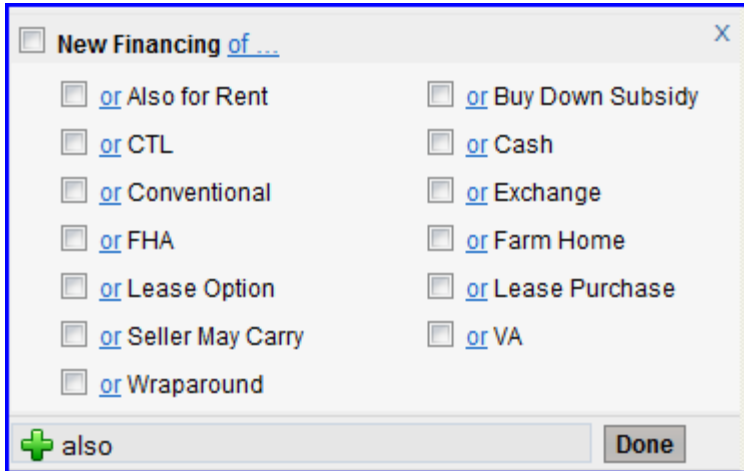 New Financing of ... X
or Also for Rent or Buy Down Subsidy
or CTL or Cash
or Conventional or Exchange
or FHA or Farm Home
or Lease Option or Lease Purchase
or Seller May Carry or VA
or Wraparound
also Done